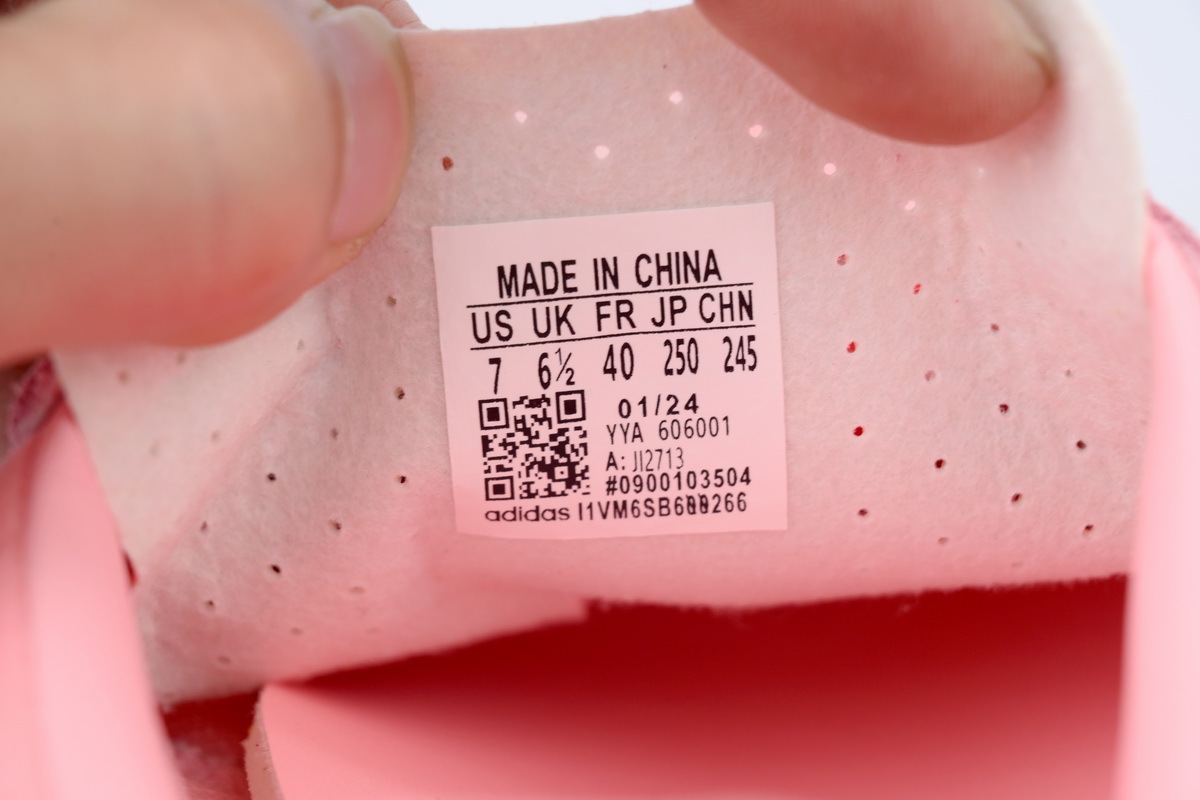 MADE IN CHINA
US UK FR JP CHN
7 6½ 40 250 245
01/24
YYA 606001
A: JI2713
#0900103504
adidas